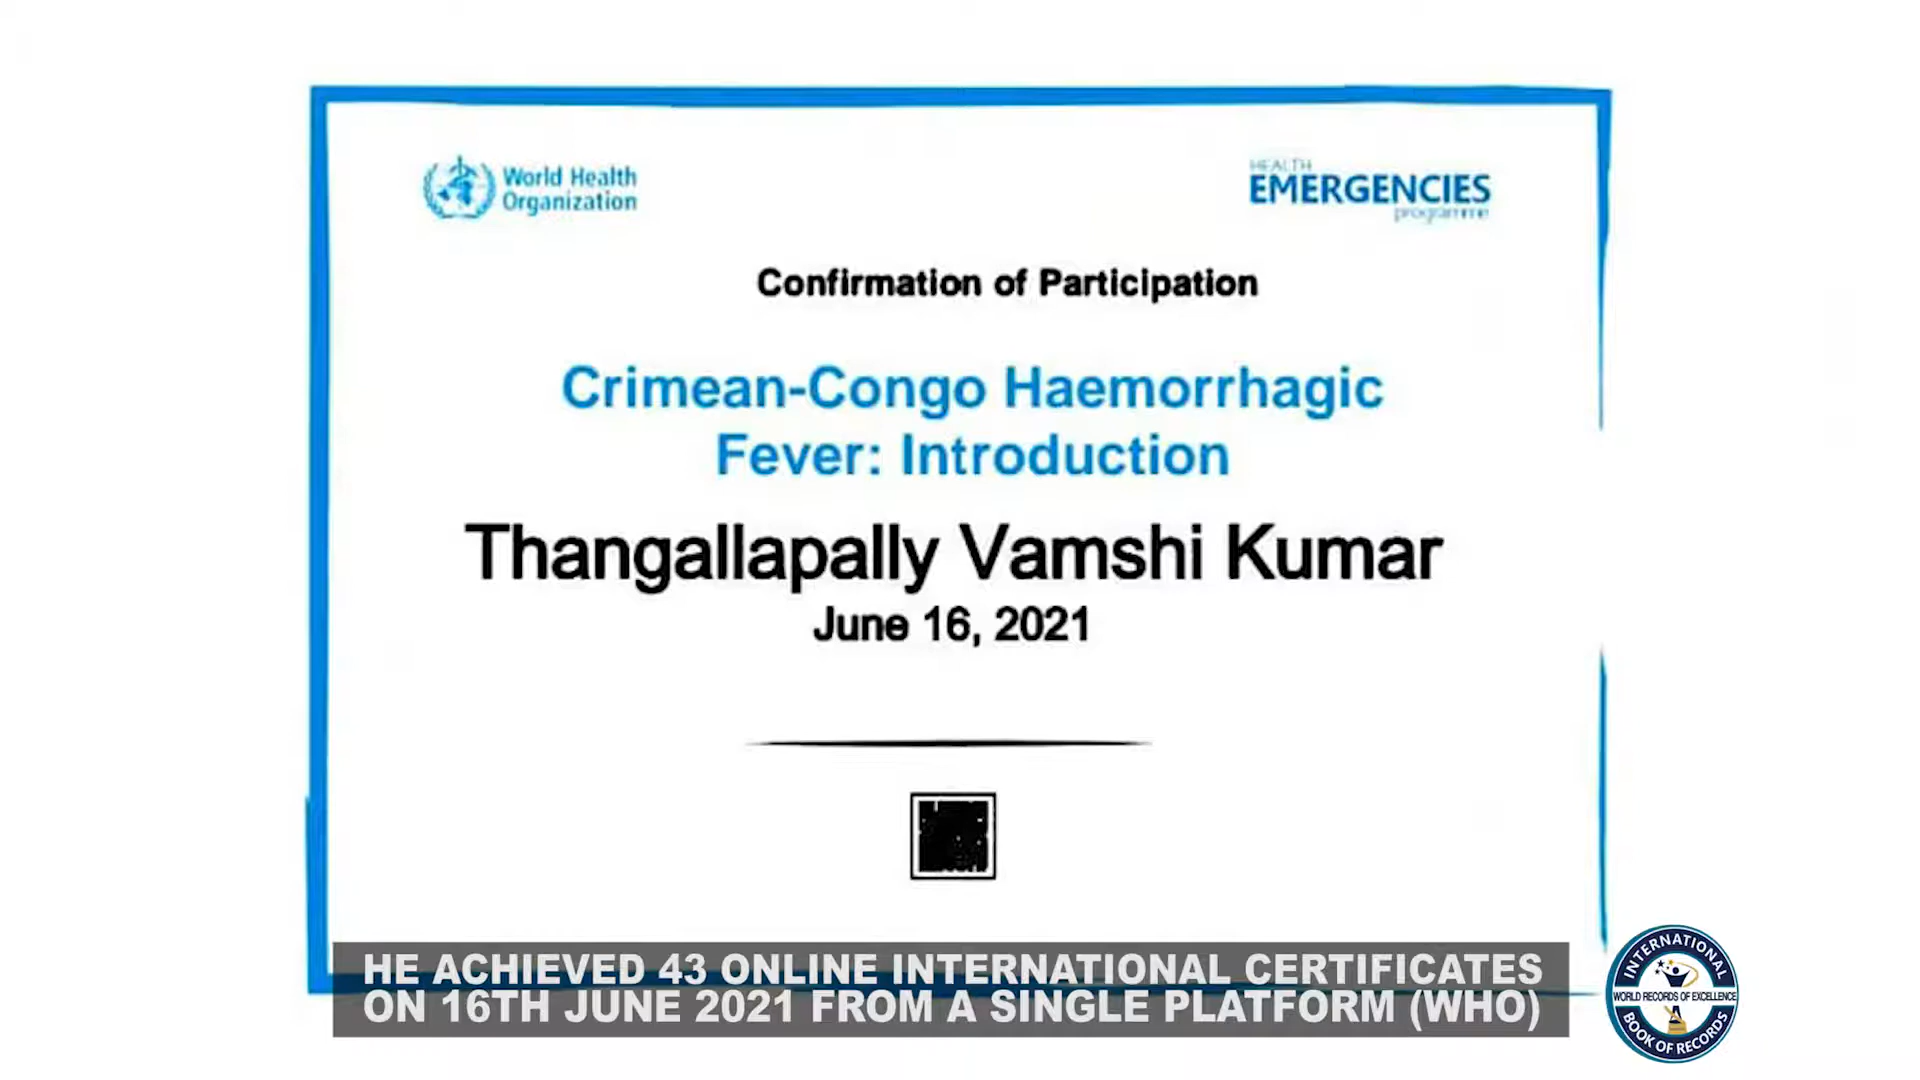 World Health
Organization
HEALTH
EMERGENCIES
programme
Confirmation of Participation
Crimean-Congo Haemorrhagic
Fever: Introduction
Thangallapally Vamshi Kumar
June 16, 2021
HE ACHIEVED 43 ONLINE INTERNATIONAL CERTIFICATES
ON 16TH JUNE 2021 FROM A SINGLE PLATFORM (WHO)
INTERNATIONAL
WORLD RECORDS OF EXCELLENCE
BOOK OF RECORDS